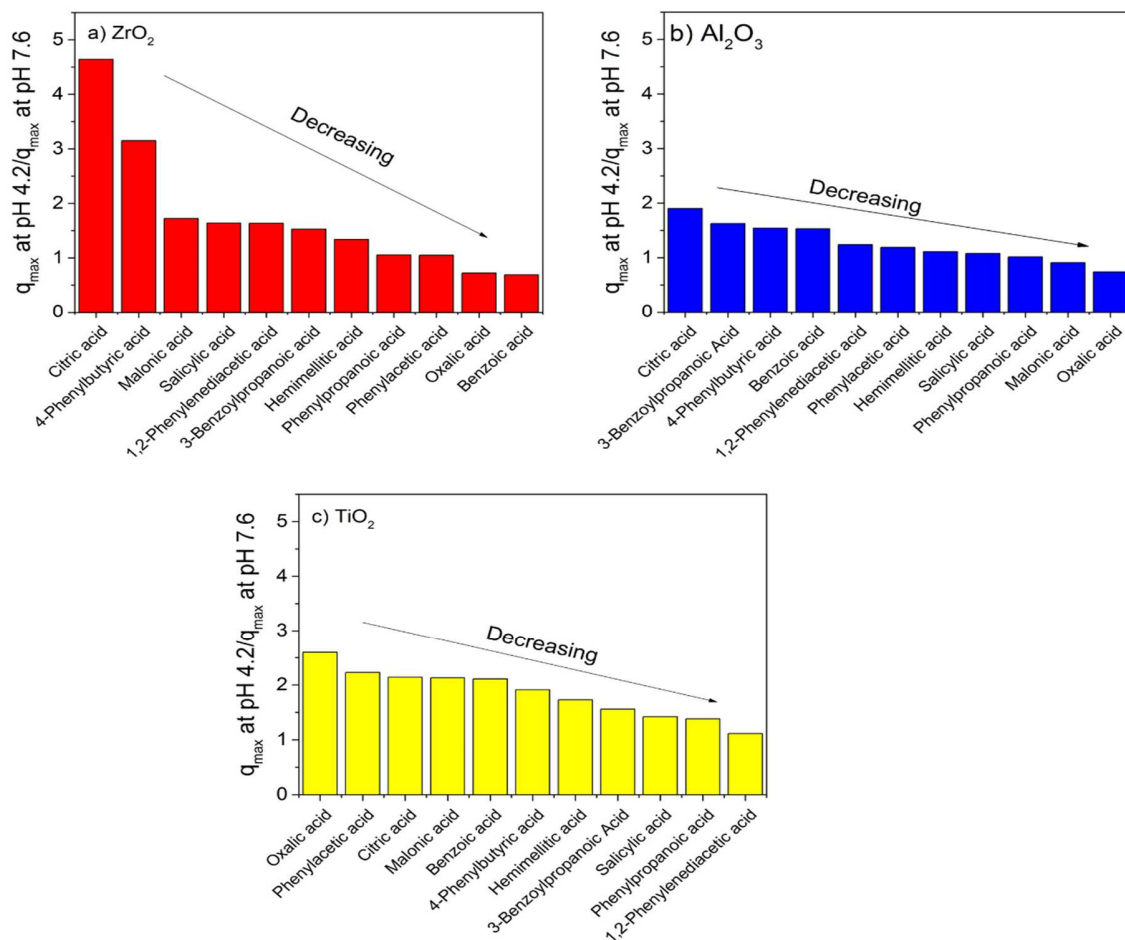 a) ZrO₂
q_max at pH 4.2/q_max at pH 7.6
5
4
3
2
1
0
Decreasing
Citric acid
4-Phenylbutyric acid
Malonic acid
Salicylic acid
1,2-Phenylenediacetic acid
3-Benzoylpropanoic acid
Hemimellitic acid
Phenylpropanoic acid
Phenylacetic acid
Oxalic acid
Benzoic acid
b) Al₂O₃
q_max at pH 4.2/q_max at pH 7.6
5
4
3
2
1
0
Decreasing
Citric acid
3-Benzoylpropanoic Acid
4-Phenylbutyric acid
Benzoic acid
1,2-Phenylenediacetic acid
Phenylacetic acid
Hemimellitic acid
Salicylic acid
Phenylpropanoic acid
Malonic acid
Oxalic acid
c) TiO₂
q_max at pH 4.2/q_max at pH 7.6
5
4
3
2
1
0
Decreasing
Oxalic acid
Phenylacetic acid
Citric acid
Malonic acid
Benzoic acid
4-Phenylbutyric acid
Hemimellitic acid
3-Benzoylpropanoic Acid
Salicylic acid
Phenylpropanoic acid
1,2-Phenylenediacetic acid